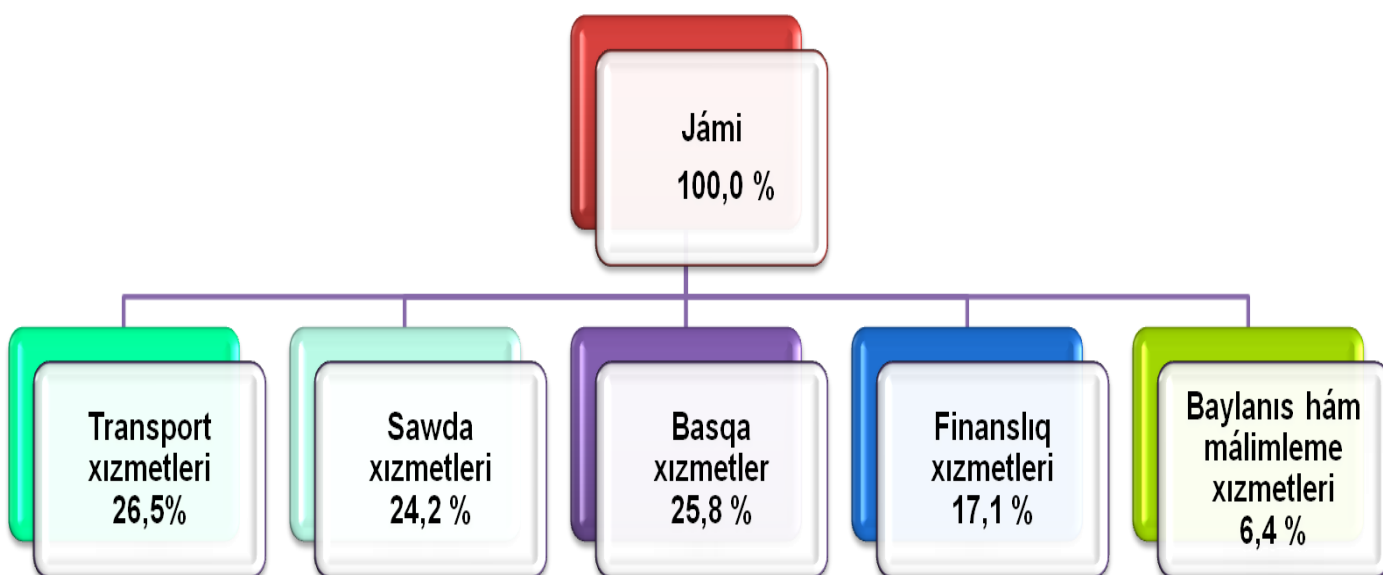 Jámi
100,0 %
Transport
xızmetleri
26,5%
Sawda
xızmetleri
24,2 %
Basqa
xızmetler
25,8 %
Finanslıq
xızmetleri
17,1 %
Baylanıs hám
málimleme
xızmetleri
6,4 %